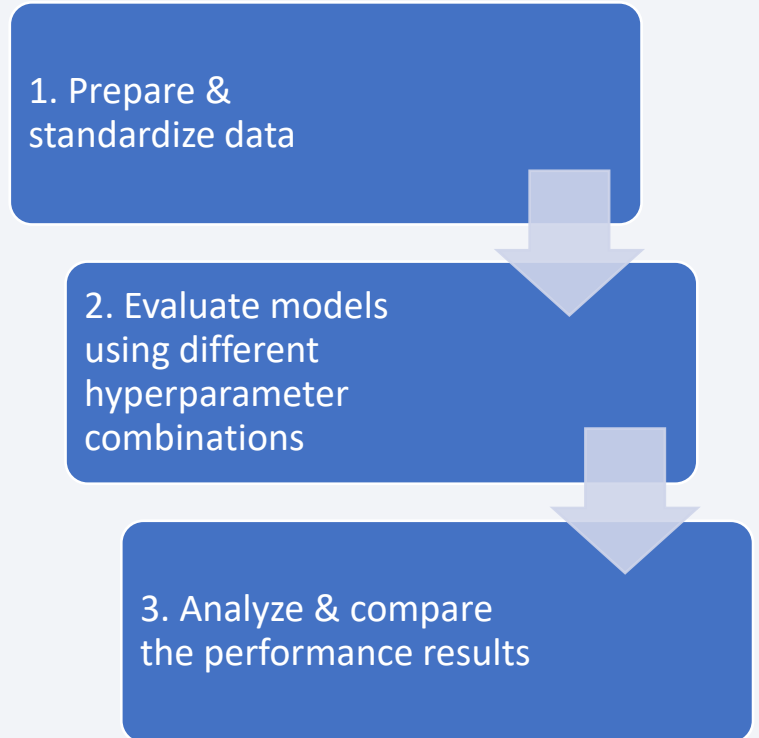 1. Prepare &
standardize data
2. Evaluate models
using different
hyperparameter
combinations
3. Analyze & compare
the performance results